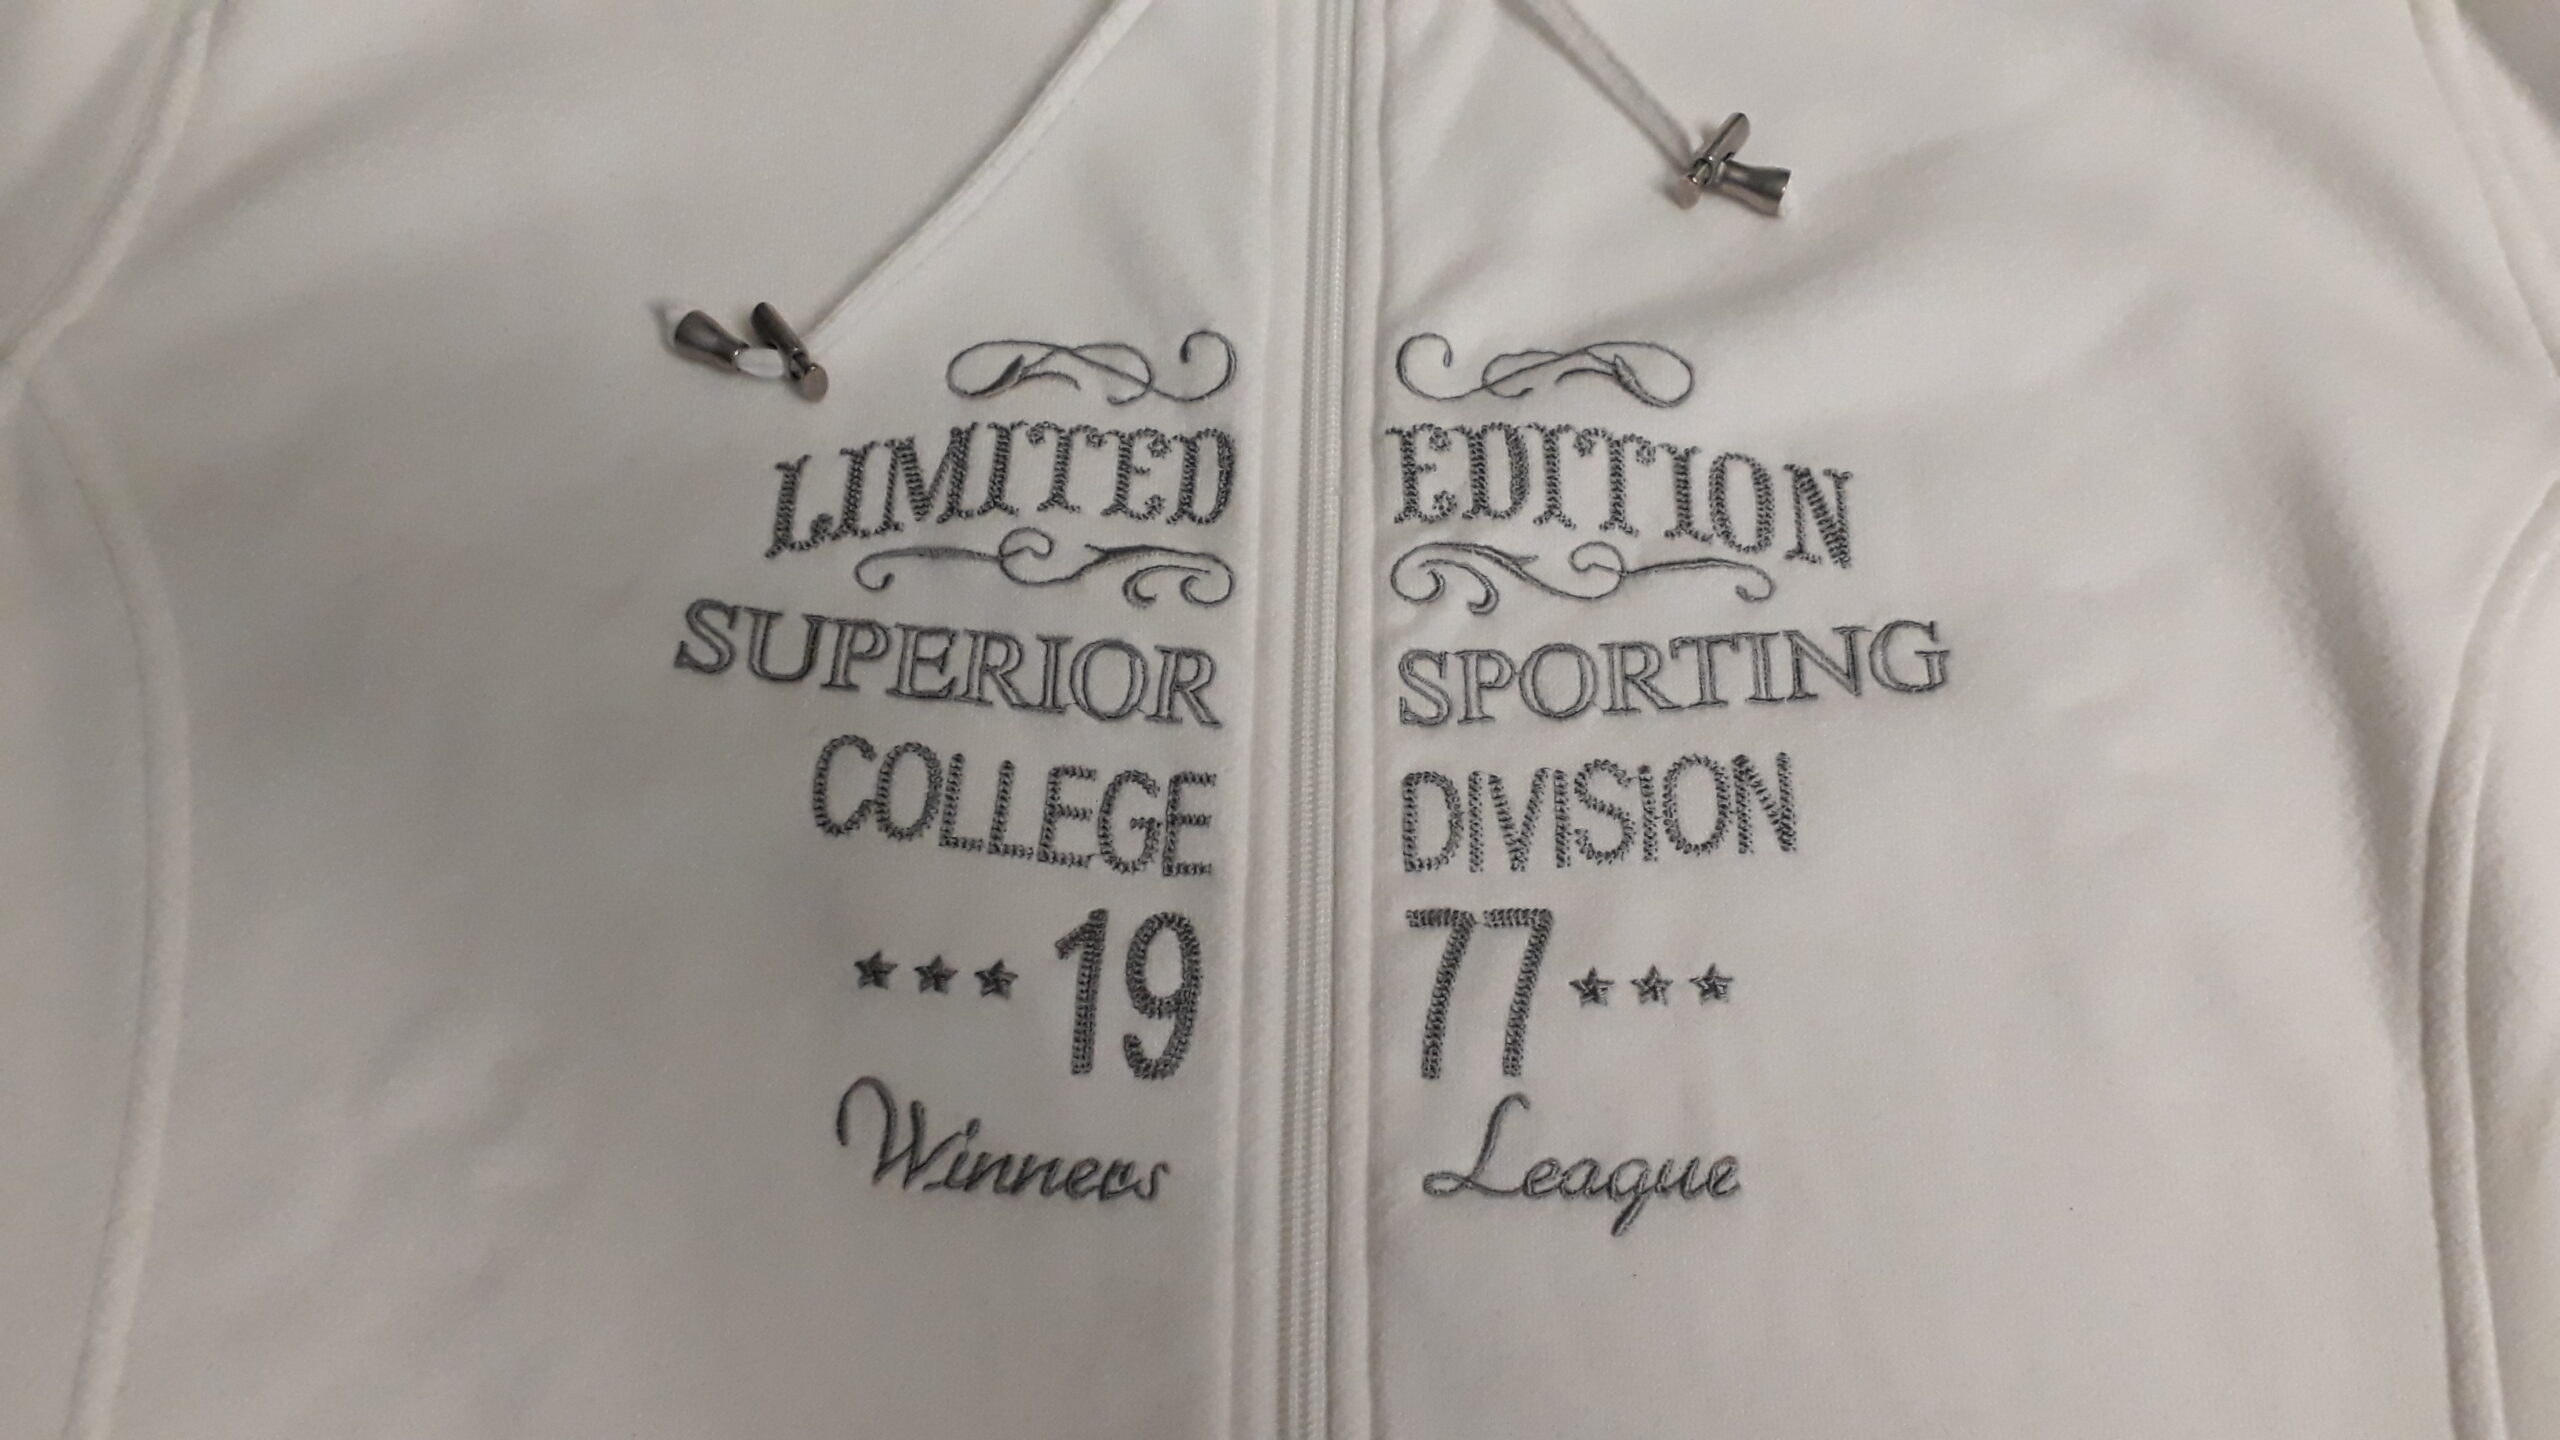 LIMITED EDITION
SUPERIOR SPORTING
COLLEGE DIVISION
★★★19 77★★★
Winners League